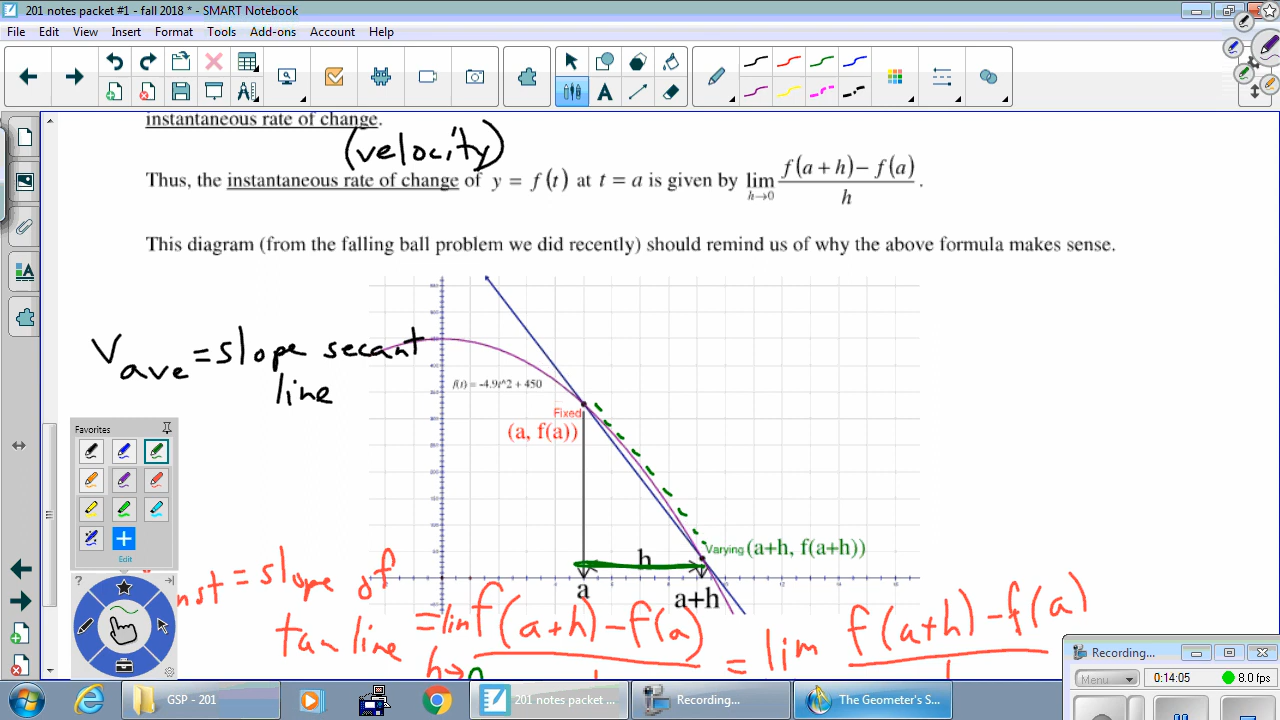 201 notes packet #1 - fall 2018 * - SMART Notebook
File Edit View Insert Format Tools Add-ons Account Help
instantaneous rate of change.
(velocity)
Thus, the instantaneous rate of change of y = f(t) at t = a is given by lim h→0 f(a+h)−f(a) / h .
This diagram (from the falling ball problem we did recently) should remind us of why the above formula makes sense.
Vave = slope secant
line
f(t) = -4.9t^2 + 450
Fixed
(a, f(a))
Favorites
Edit
Varying (a+h, f(a+h))
h
a
a+h
nst = slope of
tan line
= lim f(a+h) − f(a)
h→0
= lim f(a+h) − f(a)
Recording...
Menu
0:14:05
8.0 fps
GSP - 201
201 notes packet ...
Recording...
The Geometer's S...